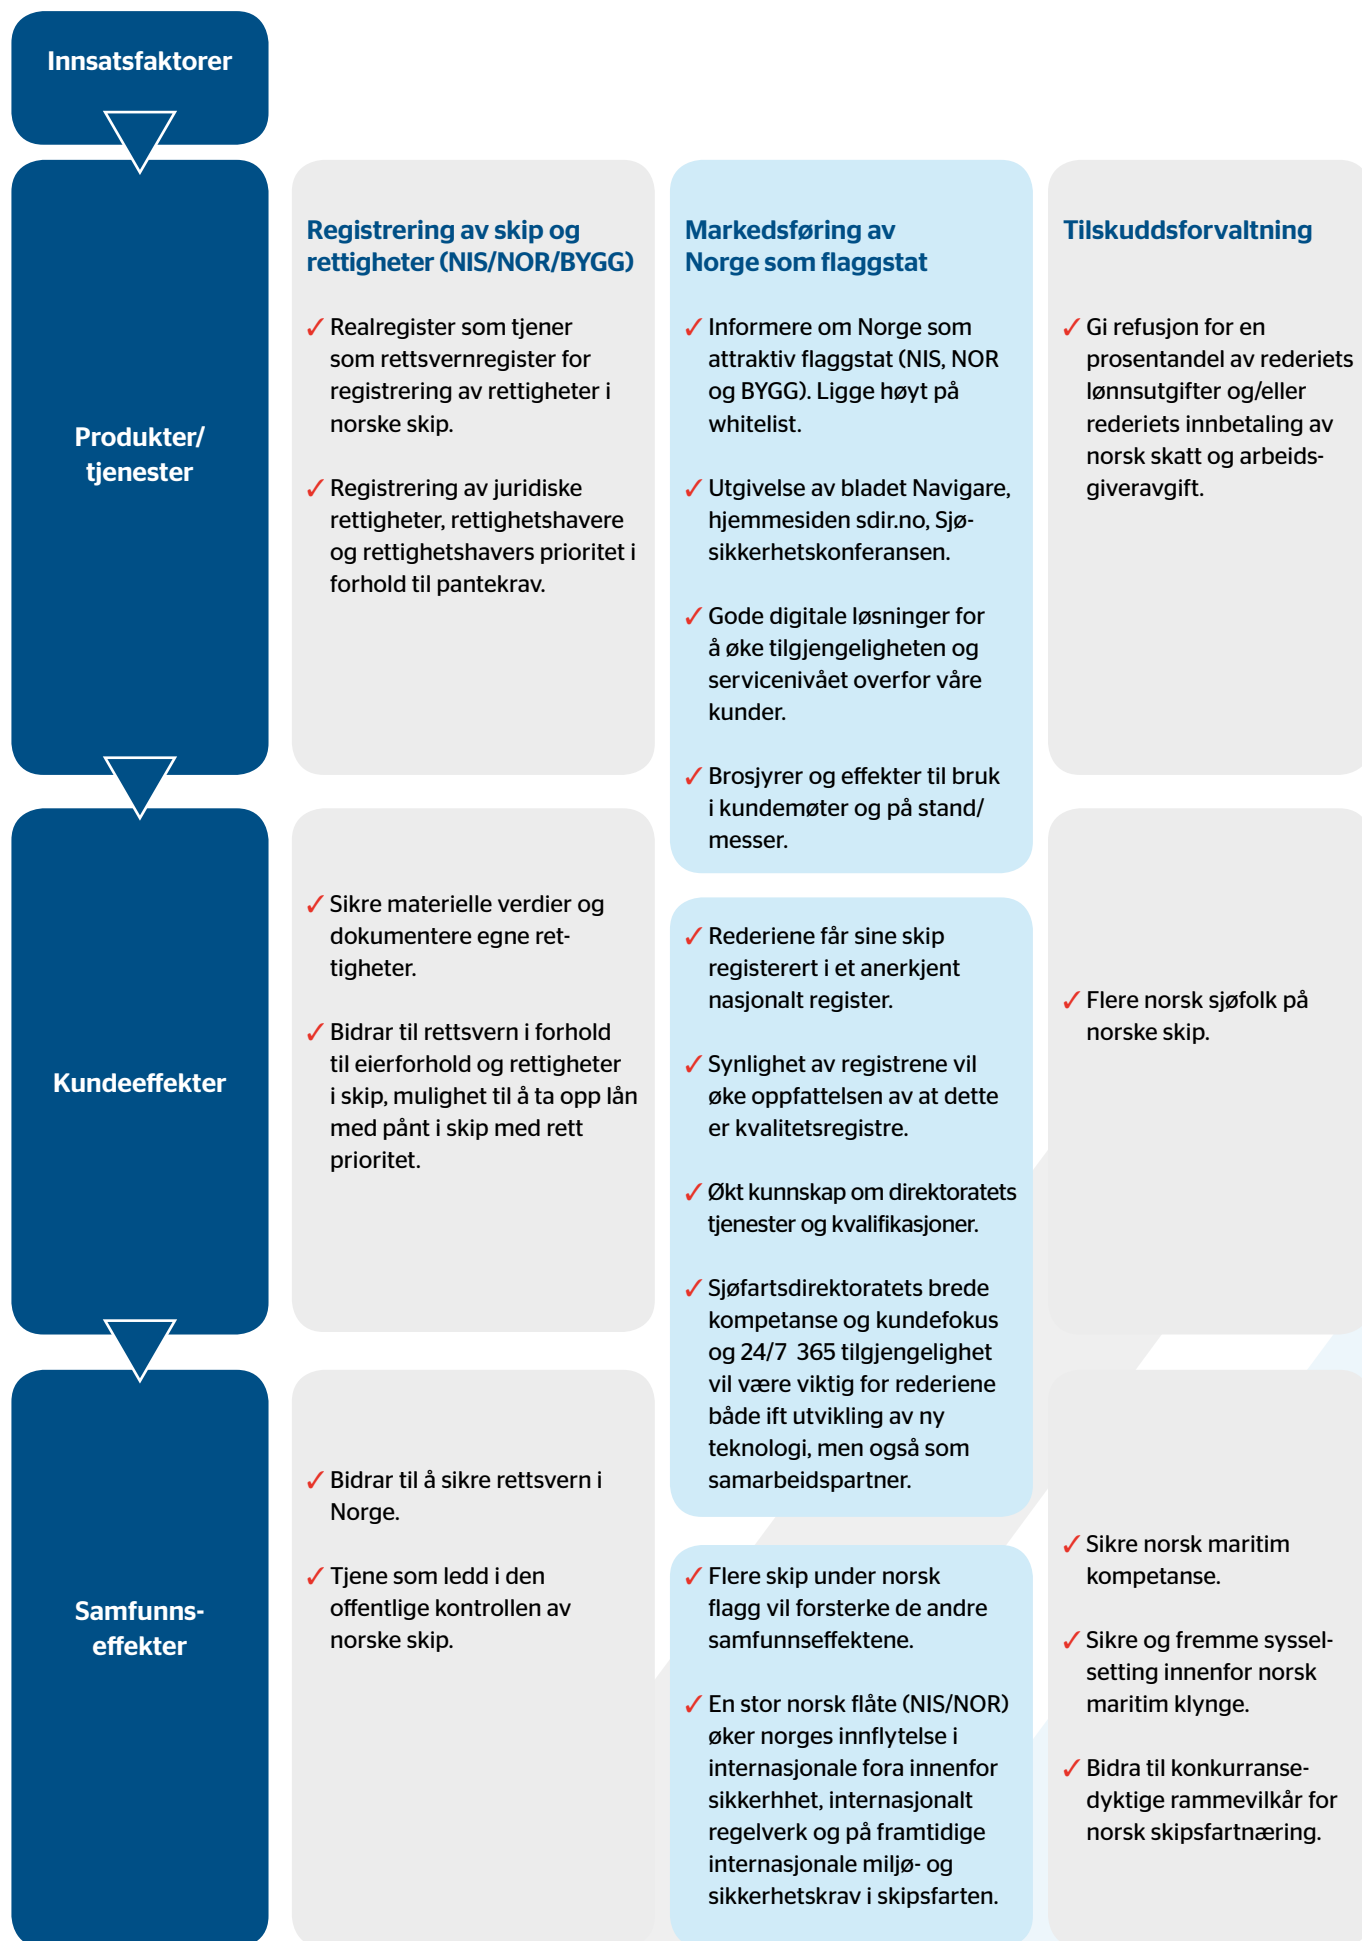 Innsatsfaktorer
Produkter/
tjenester
Registrering av skip og
rettigheter (NIS/NOR/BYGG)
✓ Realregister som tjener
som rettsvernregister for
registrering av rettigheter i
norske skip.
✓ Registrering av juridiske
rettigheter, rettighetshavere
og rettighetshavers prioritet i
forhold til pantekrav.
Markedsføring av
Norge som flaggstat
✓ Informere om Norge som
attraktiv flaggstat (NIS, NOR
og BYGG). Ligge høyt på
whitelist.
✓ Utgivelse av bladet Navigare,
hjemmesiden sdir.no, Sjø-
sikkerhetskonferansen.
✓ Gode digitale løsninger for
å øke tilgjengeligheten og
servicenivået overfor våre
kunder.
✓ Brosjyrer og effekter til bruk
i kundemøter og på stand/
messer.
Tilskuddsforvaltning
✓ Gi refusjon for en
prosentandel av rederiets
lønnsutgifter og/eller
rederiets innbetaling av
norsk skatt og arbeids-
giveravgift.
Kundeeffekter
✓ Sikre materielle verdier og
dokumentere egne ret-
tigheter.
✓ Bidrar til rettsvern i forhold
til eierforhold og rettigheter
i skip, mulighet til å ta opp lån
med pånt i skip med rett
prioritet.
✓ Rederiene får sine skip
registerert i et anerkjent
nasjonalt register.
✓ Synlighet av registrene vil
øke oppfattelsen av at dette
er kvalitetsregistre.
✓ Økt kunnskap om direktoratets
tjenester og kvalifikasjoner.
✓ Sjøfartsdirektoratets brede
kompetanse og kundefokus
og 24/7 365 tilgjengelighet
vil være viktig for rederiene
både ift utvikling av ny
teknologi, men også som
samarbeidspartner.
✓ Flere norsk sjøfolk på
norske skip.
Samfunns-
effekter
✓ Bidrar til å sikre rettsvern i
Norge.
✓ Tjene som ledd i den
offentlige kontrollen av
norske skip.
✓ Flere skip under norsk
flagg vil forsterke de andre
samfunnseffektene.
✓ En stor norsk flåte (NIS/NOR)
øker norges innflytelse i
internasjonale fora innenfor
sikkerhhet, internasjonalt
regelverk og på framtidige
internasjonale miljø- og
sikkerhetskrav i skipsfarten.
✓ Sikre norsk maritim
kompetanse.
✓ Sikre og fremme syssel-
setting innenfor norsk
maritim klynge.
✓ Bidra til konkurranse-
dyktige rammevilkår for
norsk skipsfartnæring.